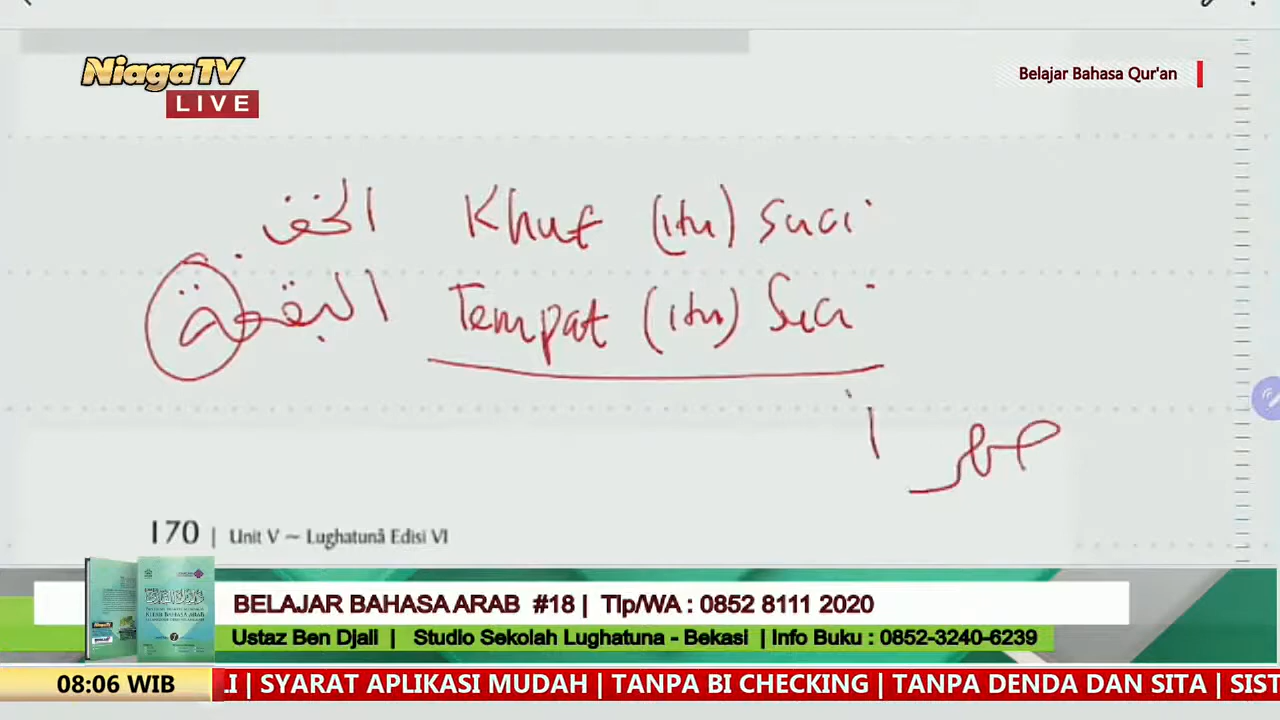 NiagaTV
LIVE
Belajar Bahasa Qur'an
Khuf (itu) suci الخف
Tempat (itu) Suci البقعة
170 | Unit V ~ Lughatunâ Edisi VI
BELAJAR BAHASA ARAB #18 | Tlp/WA : 0852 8111 2020
Ustaz Ben Djali | Studio Sekolah Lughatuna - Bekasi | Info Buku : 0852-3240-6239
08:06 WIB
.I | SYARAT APLIKASI MUDAH | TANPA BI CHECKING | TANPA DENDA DAN SITA | SIST